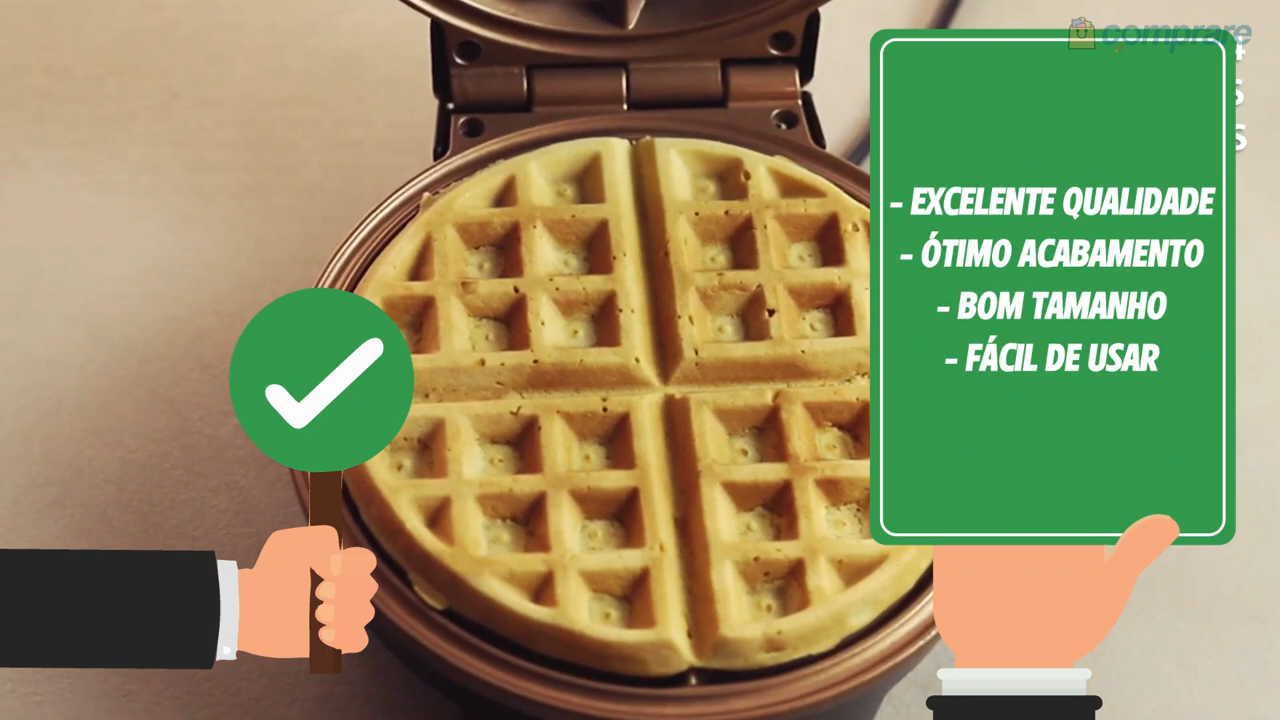 comprare
- EXCELENTE QUALIDADE
- ÓTIMO ACABAMENTO
- BOM TAMANHO
- FÁCIL DE USAR